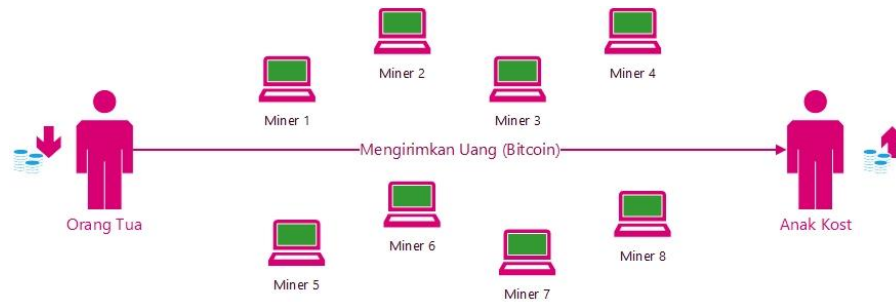 Miner 2
Miner 4
Miner 1
Miner 3
Mengirimkan Uang (Bitcoin)
Orang Tua
Anak Kost
Miner 6
Miner 8
Miner 5
Miner 7